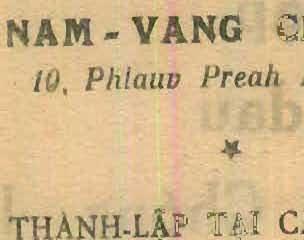 NAM - VANG
10, Phlauv Preah
THÀNH-LẬP TẠI